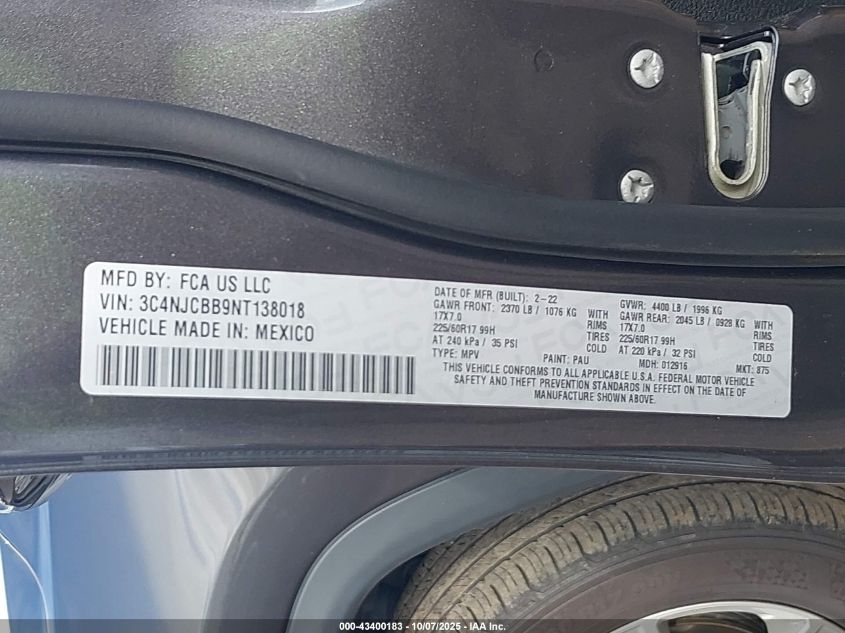 MFD BY: FCA US LLC
VIN: 3C4NJCBB9NT138018
VEHICLE MADE IN: MEXICO
DATE OF MFR (BUILT): 2-22 GVWR: 4400 LB / 1996 KG
GAWR FRONT: 2370 LB / 1076 KG WITH GAWR REAR: 2045 LB / 0928 KG WITH
17X7.0 RIMS 17X7.0 RIMS
225/60R17 99H TIRES 225/60R17 99H TIRES
AT 240 kPa / 35 PSI COLD AT 220 kPa / 32 PSI COLD
TYPE: MPV PAINT: PAU MDH: 012916 MKT: 875
THIS VEHICLE CONFORMS TO ALL APPLICABLE U.S.A. FEDERAL MOTOR VEHICLE
SAFETY AND THEFT PREVENTION STANDARDS IN EFFECT ON THE DATE OF
MANUFACTURE SHOWN ABOVE.
000-43400183 - 10/07/2025 - IAA Inc.